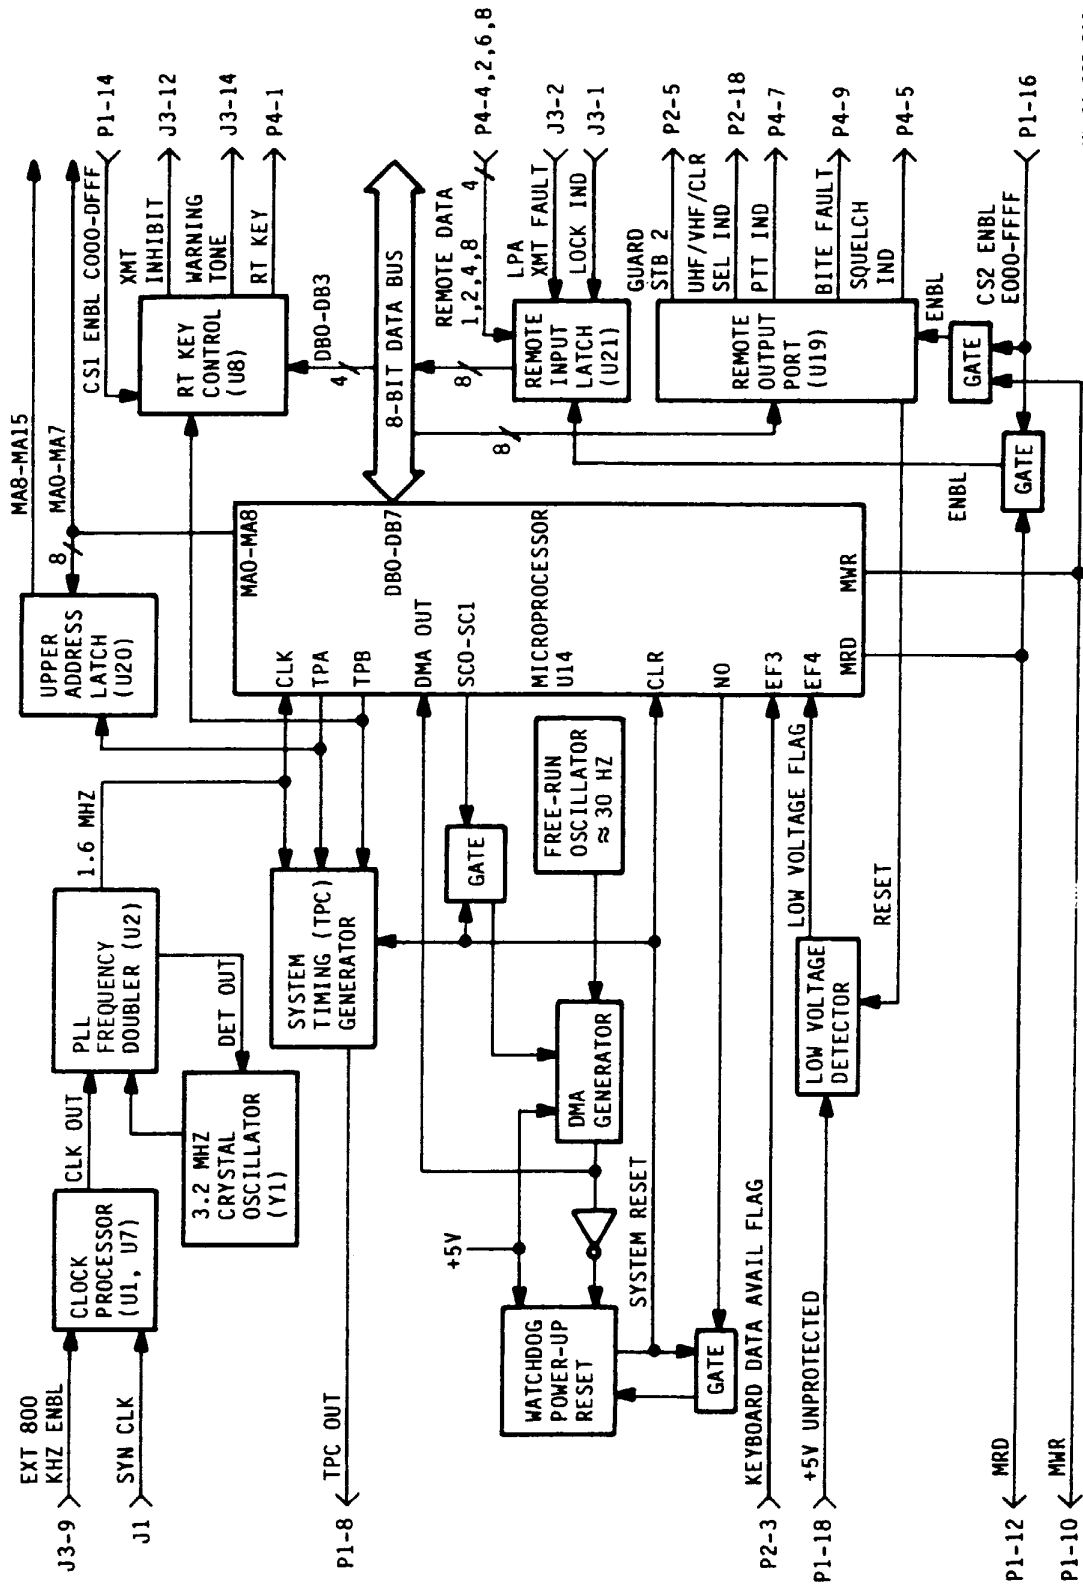 EXT 800
KHZ ENBL
J3-9
SYN CLK
J1
CLOCK
PROCESSOR
(U1, U7)
CLK OUT
PLL
FREQUENCY
DOUBLER (U2)
1.6 MHZ
DET OUT
3.2 MHZ
CRYSTAL
OSCILLATOR
(Y1)
UPPER
ADDRESS
LATCH
(U20)
MA8-MA15
MA0-MA7
8
CS1 ENBL C000-DFFF
P1-14
XMT
INHIBIT
J3-12
WARNING
TONE
J3-14
RT KEY
P4-1
RT KEY
CONTROL
(U8)
DB0-DB3
4
8-BIT DATA BUS
TPC OUT
P1-8
SYSTEM
TIMING (TPC)
GENERATOR
CLK
TPA
TPB
DMA OUT
SC0-SC1
MA0-MA8
DB0-DB7
MICROPROCESSOR
U14
CLR
N0
EF3
EF4
MRD
MWR
GATE
FREE-RUN
OSCILLATOR
≈ 30 HZ
DMA
GENERATOR
+5V
WATCHDOG
POWER-UP
RESET
SYSTEM RESET
GATE
REMOTE DATA
1,2,4,8
4
P4-4,2,6,8
LPA
XMT FAULT
J3-2
LOCK IND
J3-1
REMOTE
INPUT
LATCH
(U21)
8
8
GUARD
STB 2
P2-5
UHF/VHF/CLR
SEL IND
P2-18
PTT IND
P4-7
BITE FAULT
P4-9
SQUELCH
IND
P4-5
REMOTE
OUTPUT
PORT
(U19)
ENBL
GATE
ENBL
GATE
CS2 ENBL
E000-FFFF
P1-16
KEYBOARD DATA AVAIL FLAG
P2-3
+5V UNPROTECTED
P1-18
LOW VOLTAGE
DETECTOR
LOW VOLTAGE FLAG
RESET
MRD
P1-12
MWR
P1-10